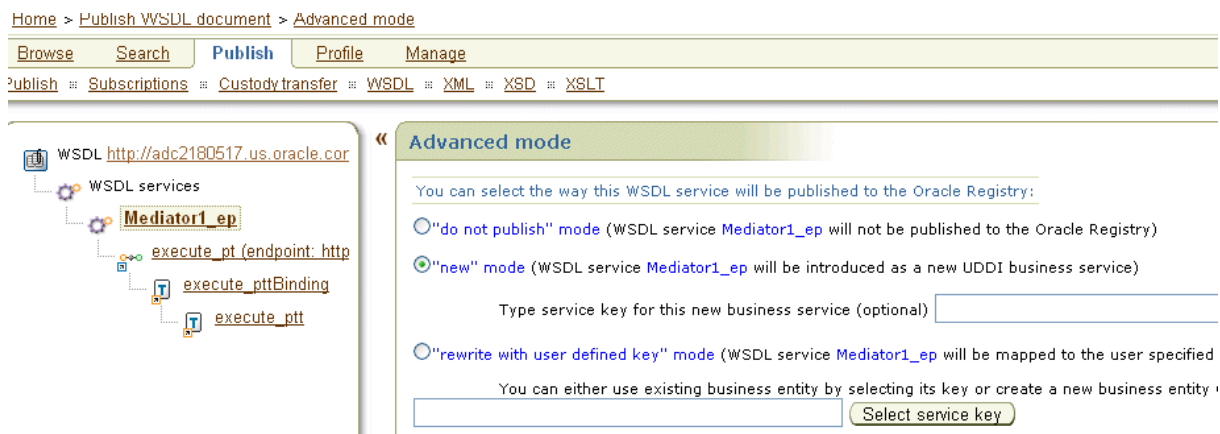 Home > Publish WSDL document > Advanced mode
Browse Search Publish Profile Manage
Publish Subscriptions Custody transfer WSDL XML XSD XSLT
WSDL http://adc2180517.us.oracle.cor
WSDL services
Mediator1_ep
execute_pt (endpoint: http
execute_pttBinding
execute_ptt
« Advanced mode
You can select the way this WSDL service will be published to the Oracle Registry:
"do not publish" mode (WSDL service Mediator1_ep will not be published to the Oracle Registry)
"new" mode (WSDL service Mediator1_ep will be introduced as a new UDDI business service)
Type service key for this new business service (optional)
"rewrite with user defined key" mode (WSDL service Mediator1_ep will be mapped to the user specified
You can either use existing business entity by selecting its key or create a new business entity
Select service key